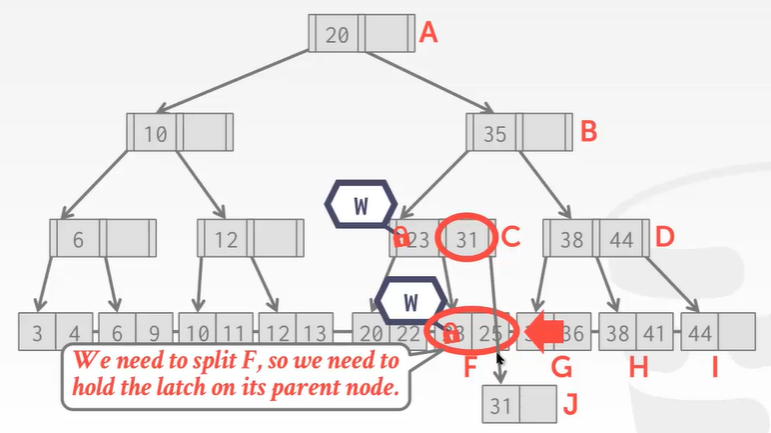 20 A
10 35 B
W
6 12 23 31 C 38 44 D
W
3 4 6 9 10 11 12 13 20 22 25 36 38 41 44
We need to split F, so we need to
hold the latch on its parent node.
F G H I
31 J